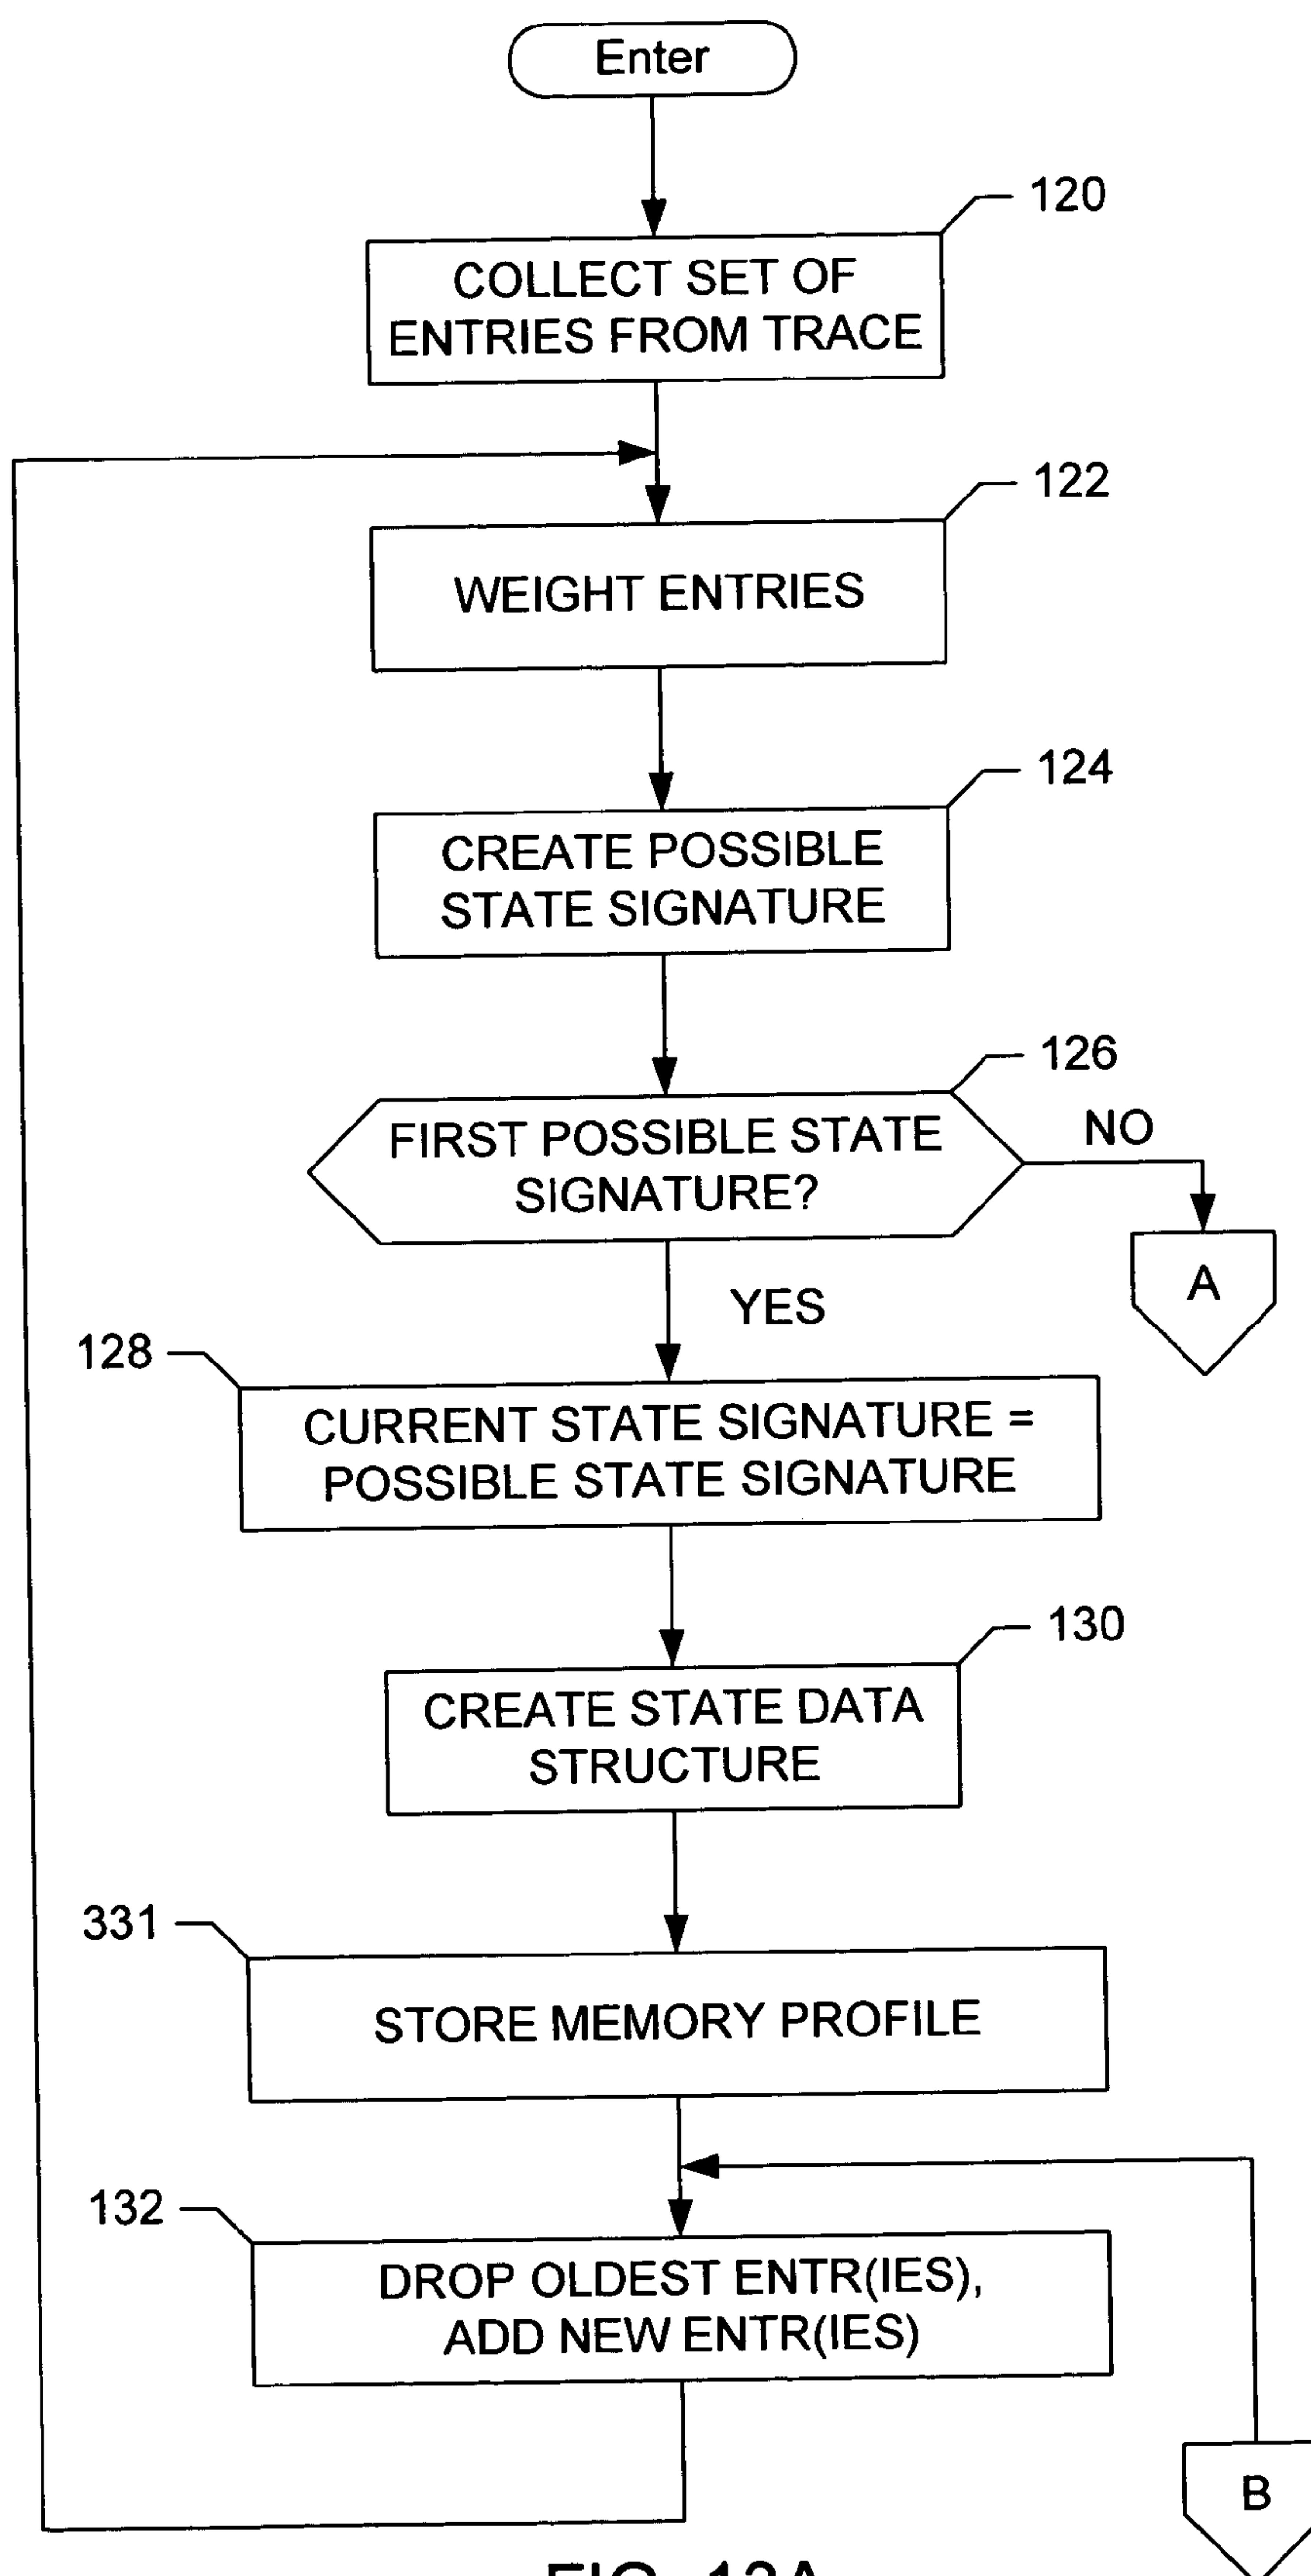 Enter
120
COLLECT SET OF
ENTRIES FROM TRACE
122
WEIGHT ENTRIES
124
CREATE POSSIBLE
STATE SIGNATURE
126
FIRST POSSIBLE STATE
SIGNATURE?
NO
A
YES
128
CURRENT STATE SIGNATURE =
POSSIBLE STATE SIGNATURE
130
CREATE STATE DATA
STRUCTURE
331
STORE MEMORY PROFILE
132
DROP OLDEST ENTR(IES),
ADD NEW ENTR(IES)
B
FIG. 13A